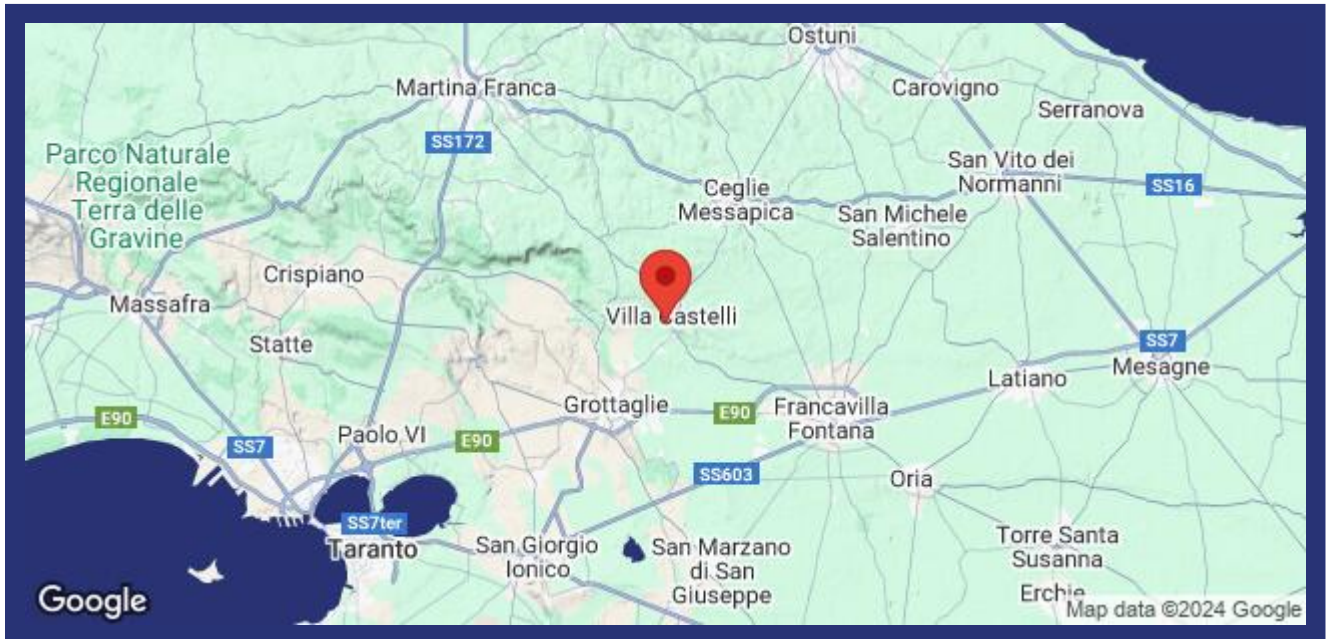 Ostuni
Martina Franca
Carovigno
Serranova
SS172
Parco Naturale
Regionale
Terra delle
Gravine
San Vito dei
Normanni
SS16
Ceglie
Messapica
San Michele
Salentino
Crispiano
Massafra
Villa Castelli
Statte
SS7
Mesagne
Latiano
Grottaglie
E90
Francavilla
Fontana
E90
SS7
Paolo VI
E90
SS603
Oria
SS7ter
Taranto
San Giorgio
Ionico
San Marzano
di San
Giuseppe
Torre Santa
Susanna
Erchie
Google
Map data ©2024 Google